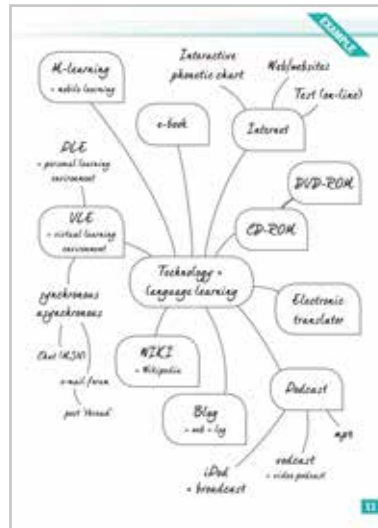 EXAMPLE
M-learning
= mobile learning
Interactive
phonetic chart
Web/websites
Test (on-line)
e-book
Internet
= personal learning
environment
DVD-ROM
VLE
= virtual learning
environment
CD-ROM
Technology +
language learning
synchronous
asynchronous
Electronic
translator
Chat (MSN)
WIKI
= Wikipedia
Podcast
e-mail/forum
post 'thread'
Blog
= web + log
mp4
iPod
+ broadcast
vodcast
= video podcast
11